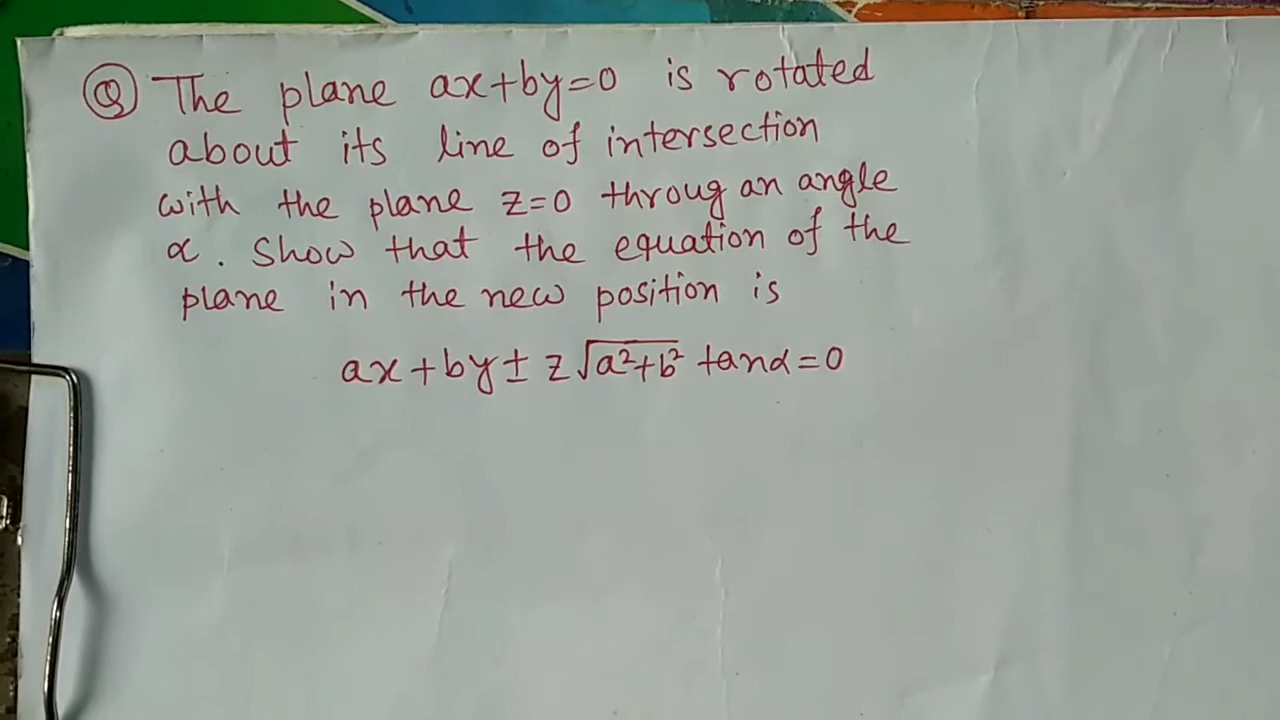 Q The plane ax+by=0 is rotated
about its line of intersection
with the plane z=0 throug an angle
α. Show that the equation of the
plane in the new position is
ax+by± z√a²+b² tanα=0